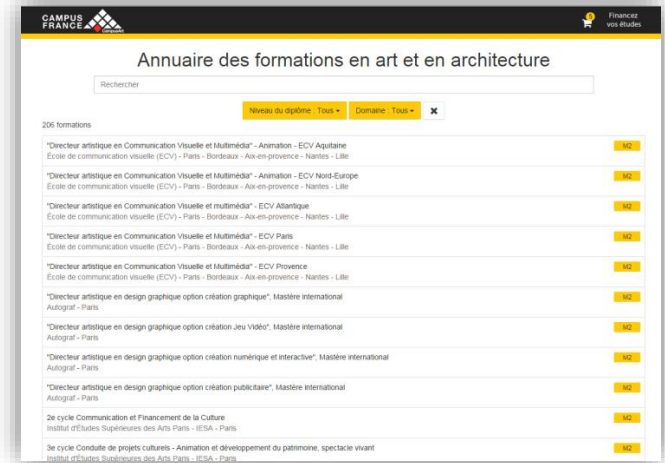 CAMPUS
FRANCE
CampusArt
5
Financez
vos études
Annuaire des formations en art et en architecture
Rechercher
Niveau du diplôme : Tous
Domaine : Tous
206 formations
"Directeur artistique en Communication Visuelle et Multimédia" - Animation - ECV Aquitaine
M2
École de communication visuelle (ECV) - Paris - Bordeaux - Aix-en-provence - Nantes - Lille
"Directeur artistique en Communication Visuelle et Multimédia" - Animation - ECV Nord-Europe
M2
École de communication visuelle (ECV) - Paris - Bordeaux - Aix-en-provence - Nantes - Lille
"Directeur artistique en Communication Visuelle et multimédia" - ECV Atlantique
M2
École de communication visuelle (ECV) - Paris - Bordeaux - Aix-en-provence - Nantes - Lille
"Directeur artistique en Communication Visuelle et Multimédia" - ECV Paris
M2
École de communication visuelle (ECV) - Paris - Bordeaux - Aix-en-provence - Nantes - Lille
"Directeur artistique en Communication Visuelle et Multimédia" - ECV Provence
M2
École de communication visuelle (ECV) - Paris - Bordeaux - Aix-en-provence - Nantes - Lille
"Directeur artistique en design graphique option création graphique", Mastère international
M2
Autograf - Paris
"Directeur artistique en design graphique option création Jeu Vidéo", Mastère international
M2
Autograf - Paris
"Directeur artistique en design graphique option création numérique et interactive", Mastère international
M2
Autograf - Paris
"Directeur artistique en design graphique option création publicitaire", Mastère international
M2
Autograf - Paris
2e cycle Communication et Financement de la Culture
M2
Institut d'Études Supérieures des Arts Paris - IESA - Paris
3e cycle Conduite de projets culturels - Animation et développement du patrimoine, spectacle vivant
M2
Institut d'Études Supérieures des Arts Paris - IESA - Paris